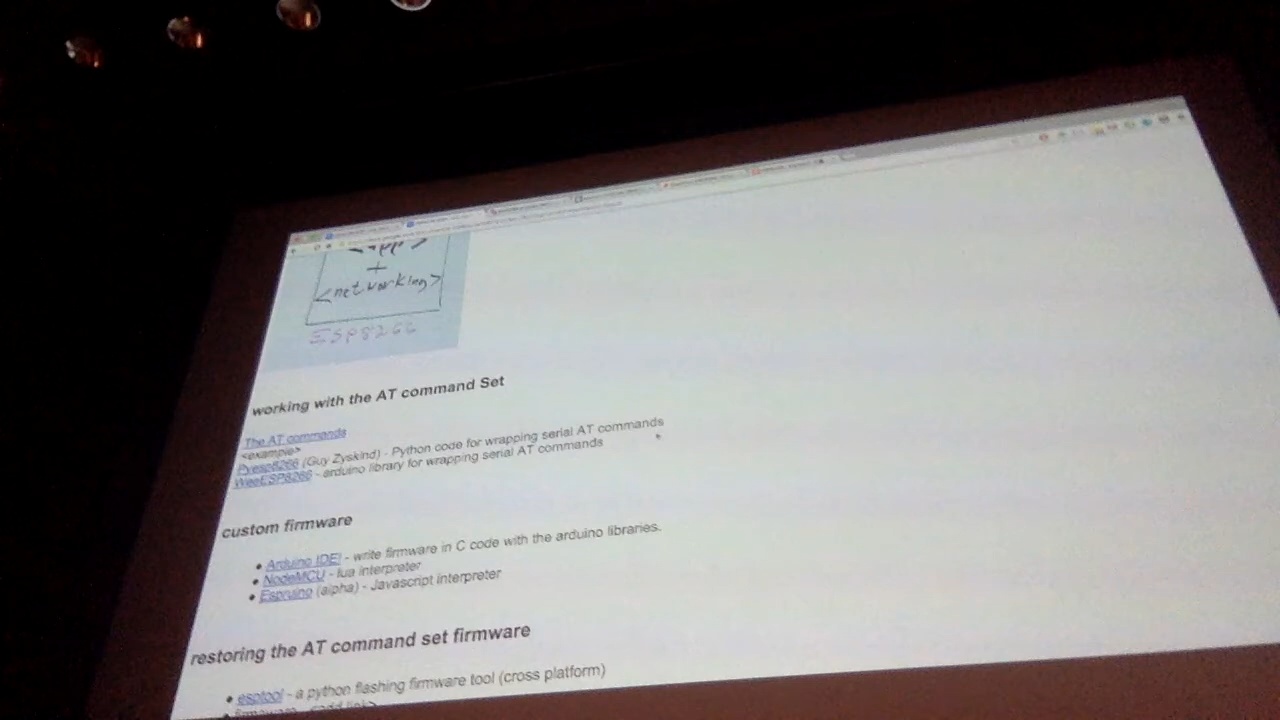 +
<networking>
ESP8266
working with the AT command Set
The AT commands
<example>
Pyesp8266 (Guy Zyskind) - Python code for wrapping serial AT commands
WeeESP8266 - arduino library for wrapping serial AT commands
custom firmware
• Arduino IDE! - write firmware in C code with the arduino libraries.
• NodeMCU - lua interpreter
• Espruino (alpha) - Javascript interpreter
restoring the AT command set firmware
• esptool - a python flashing firmware tool (cross platform)